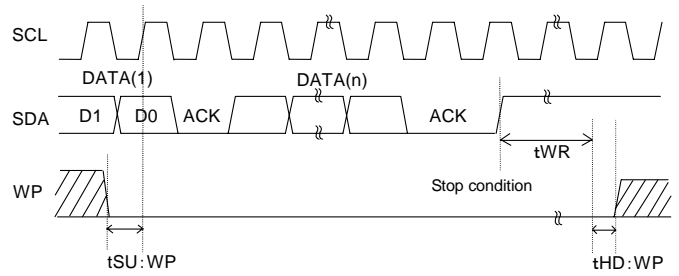 SCL
DATA(1) DATA(n)
SDA D1 D0 ACK ACK
tWR
WP Stop condition
tSU:WP tHD:WP